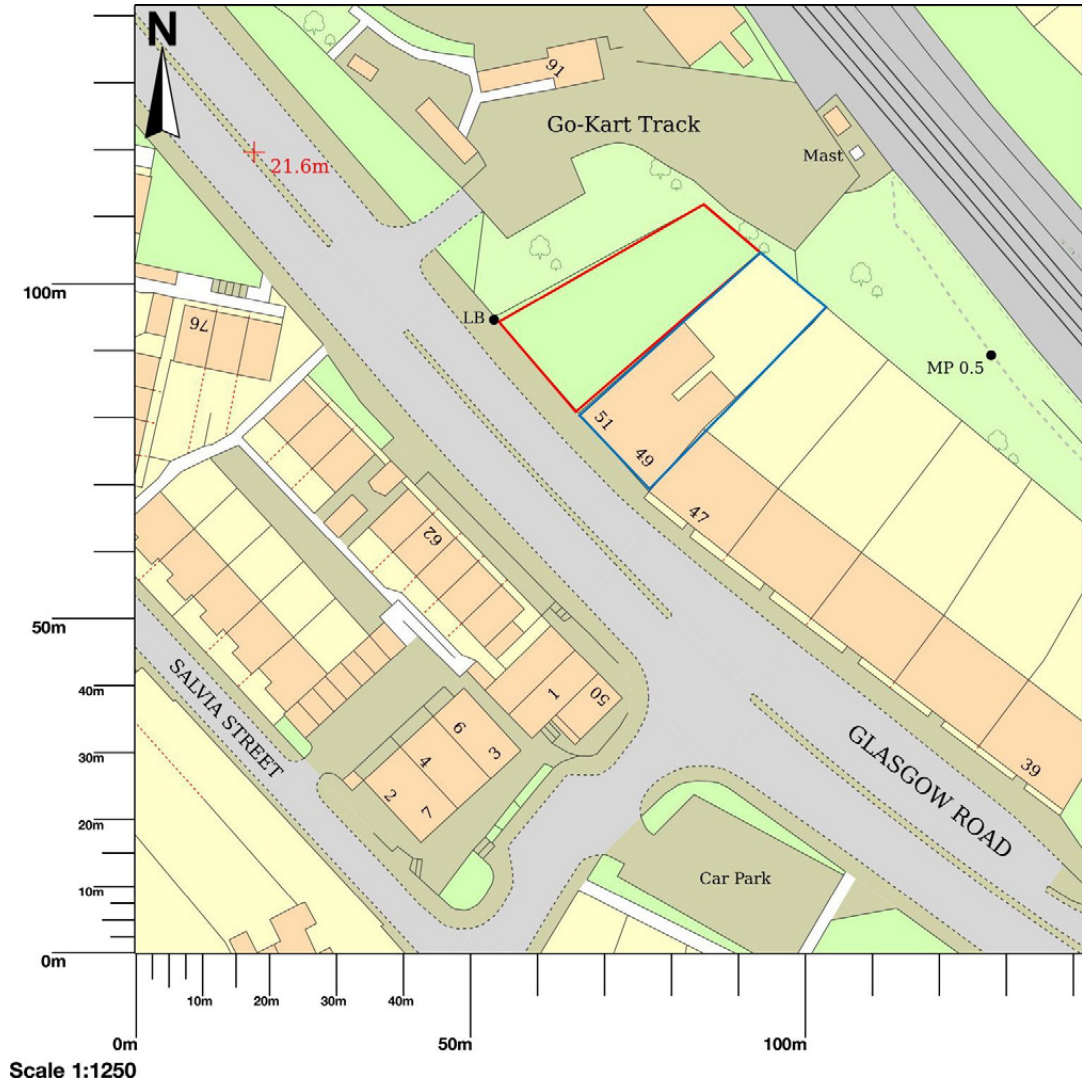 N
91
Go-Kart Track
Mast
21.6m
100m
LB
76
MP 0.5
51
49
47
62
50m
SALVIA STREET
1
50
40m
9
3
4
GLASGOW ROAD
30m
39
2
7
20m
Car Park
10m
0m
10m
20m
30m
40m
0m
50m
100m
Scale 1:1250